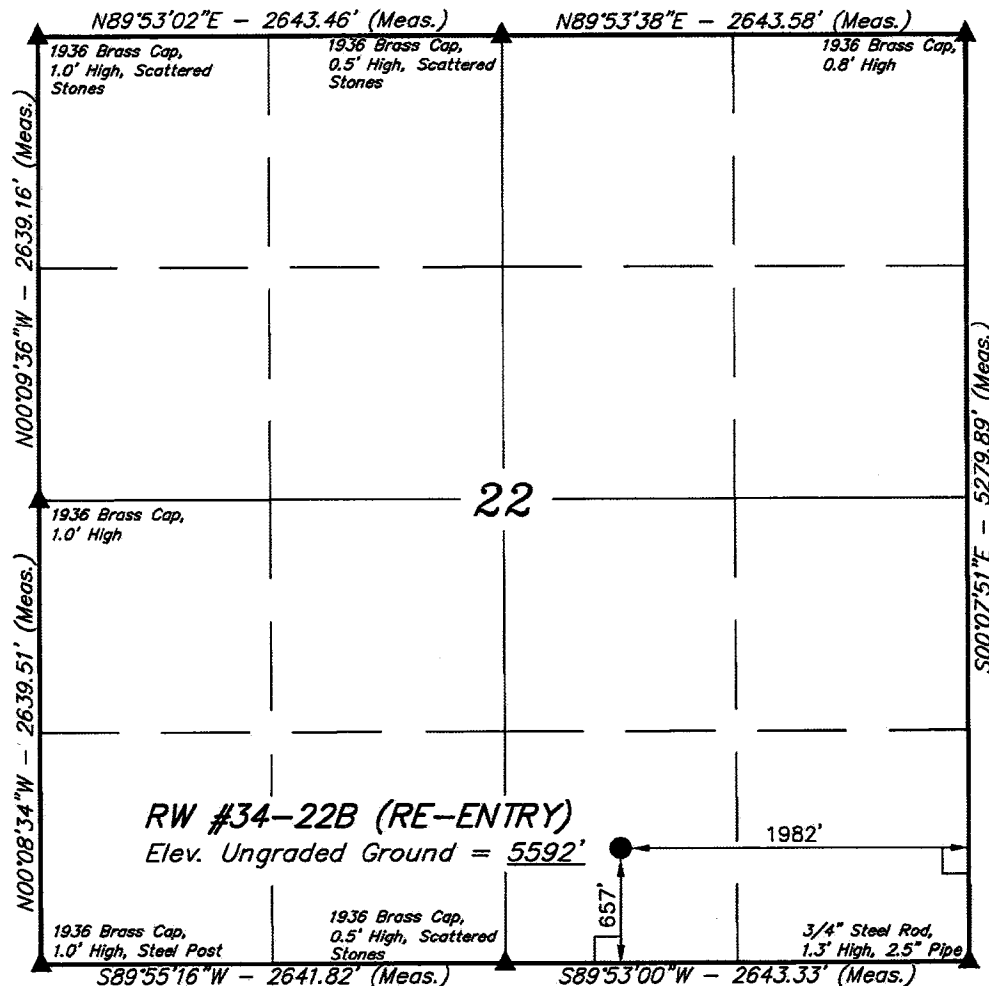 N89°53'02"E - 2643.46' (Meas.)
N89°53'38"E - 2643.58' (Meas.)
1936 Brass Cap,
1.0' High, Scattered
Stones
1936 Brass Cap,
0.5' High, Scattered
Stones
1936 Brass Cap,
0.8' High
N00°09'36"W - 2639.16' (Meas.)
S00°07'51"E - 5279.89' (Meas.)
22
1936 Brass Cap,
1.0' High
N00°08'34"W - 2639.51' (Meas.)
RW #34-22B (RE-ENTRY)
Elev. Ungraded Ground = 5592'
1982'
657'
1936 Brass Cap,
1.0' High, Steel Post
1936 Brass Cap,
0.5' High, Scattered
Stones
3/4" Steel Rod,
1.3' High, 2.5" Pipe
S89°55'16"W - 2641.82' (Meas.)
S89°53'00"W - 2643.33' (Meas.)